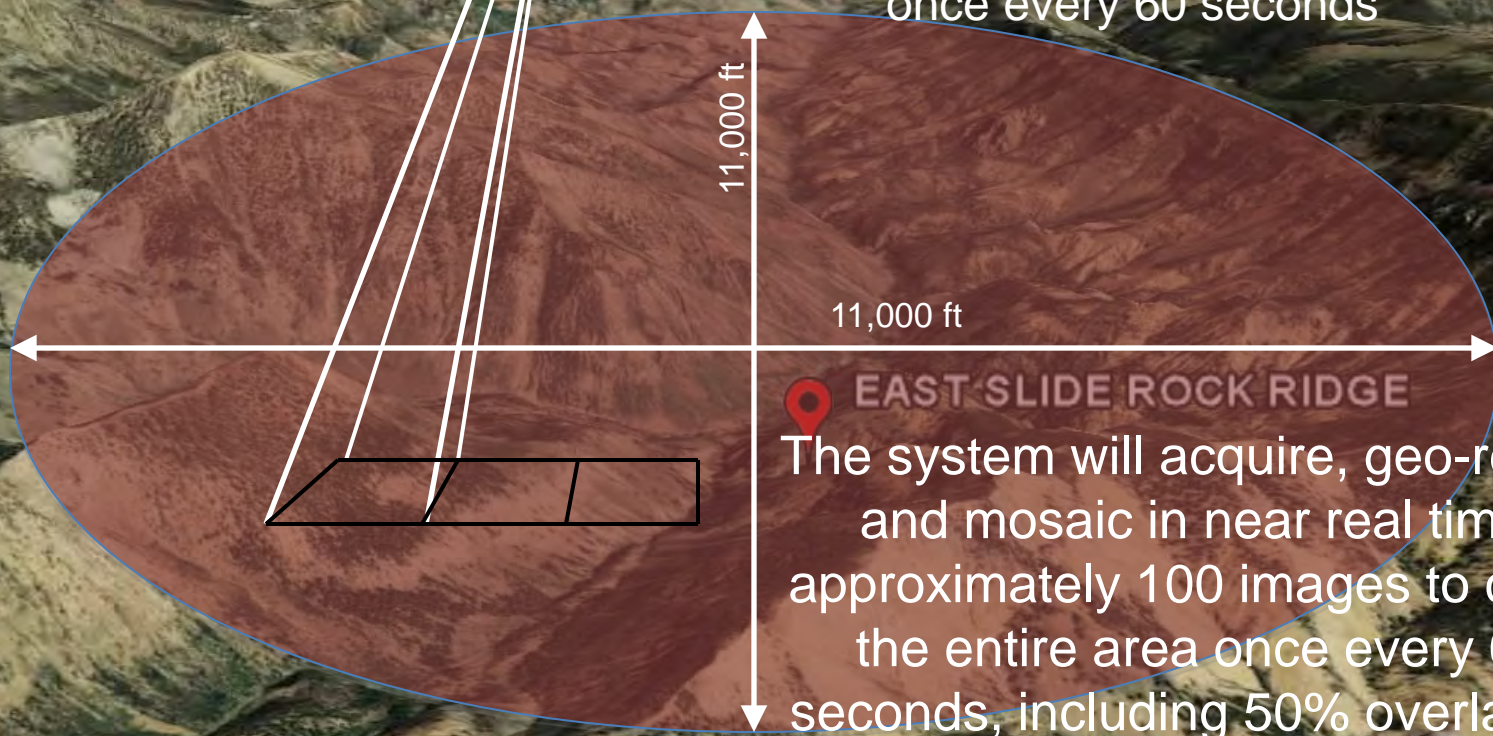 once every 60 seconds
11,000 ft
11,000 ft
EAST SLIDE ROCK RIDGE
The system will acquire,
and mosaic in near real
approximately 100 images to
the entire area once every
seconds, including 50%